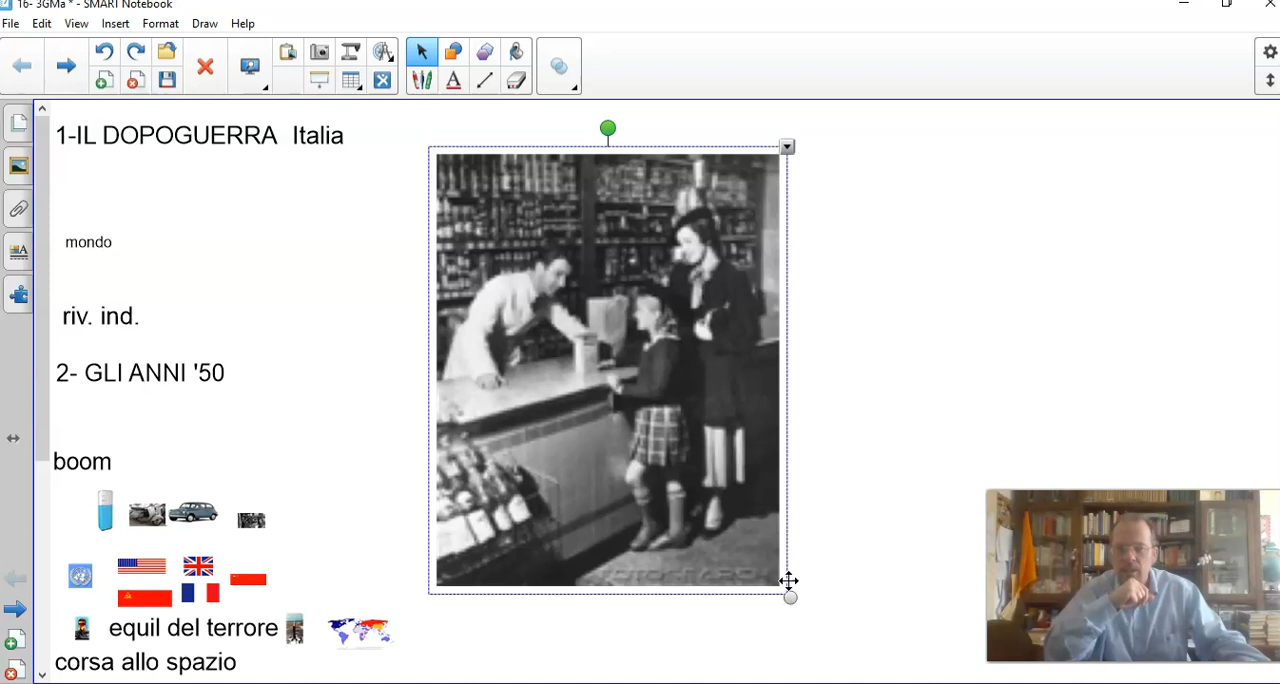 16- 3GMa * - SMART Notebook
File Edit View Insert Format Draw Help
1-IL DOPOGUERRA Italia
mondo
riv. ind.
2- GLI ANNI '50
boom
equil del terrore
corsa allo spazio